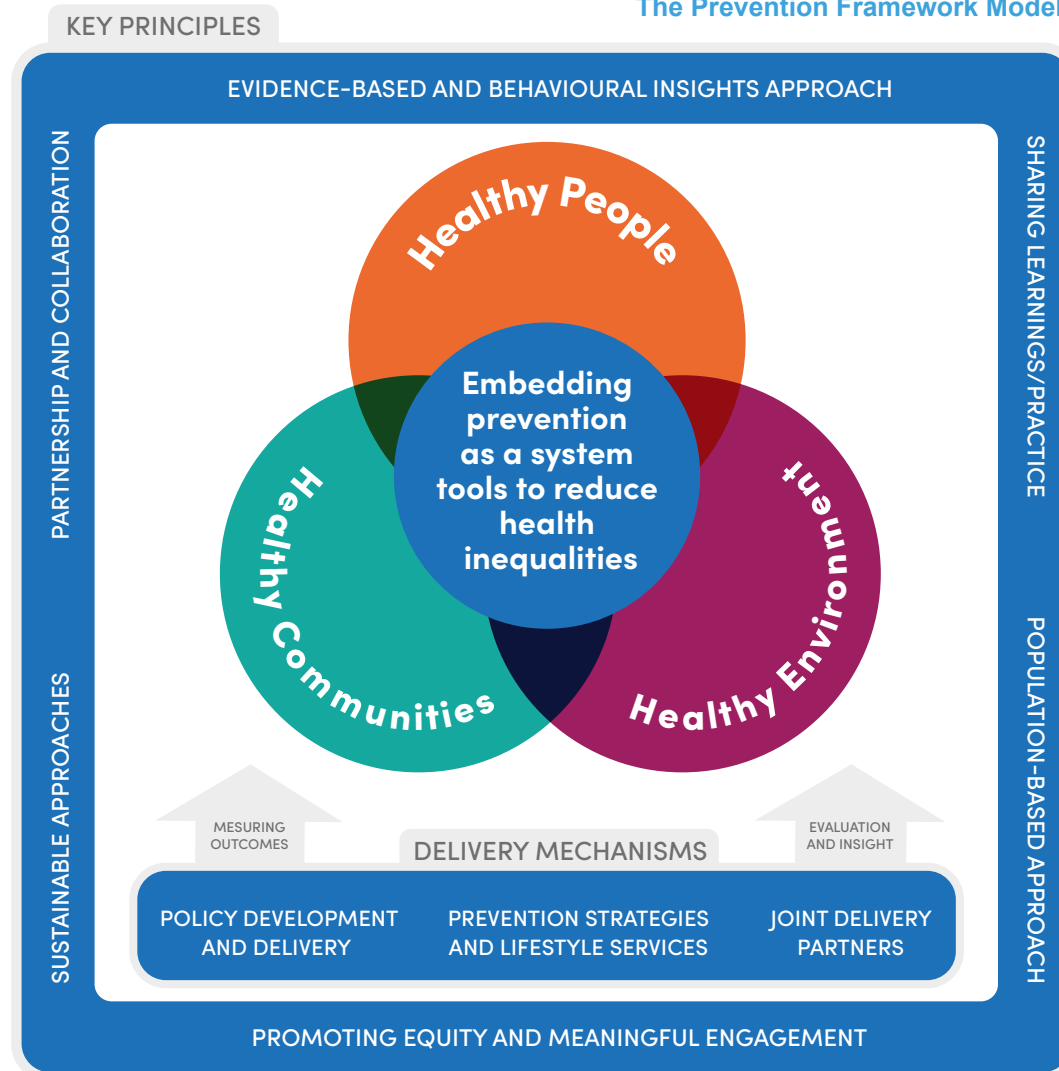 The Prevention Framework Model
KEY PRINCIPLES
EVIDENCE-BASED AND BEHAVIOURAL INSIGHTS APPROACH
PARTNERSHIP AND COLLABORATION
SUSTAINABLE APPROACHES
SHARING LEARNINGS/PRACTICE
POPULATION-BASED APPROACH
Healthy People
Embedding
prevention
as a system
tools to reduce
health
inequalities
Healthy Communities
Healthy Environment
MESURING
OUTCOMES
EVALUATION
AND INSIGHT
DELIVERY MECHANISMS
POLICY DEVELOPMENT
AND DELIVERY
PREVENTION STRATEGIES
AND LIFESTYLE SERVICES
JOINT DELIVERY
PARTNERS
PROMOTING EQUITY AND MEANINGFUL ENGAGEMENT